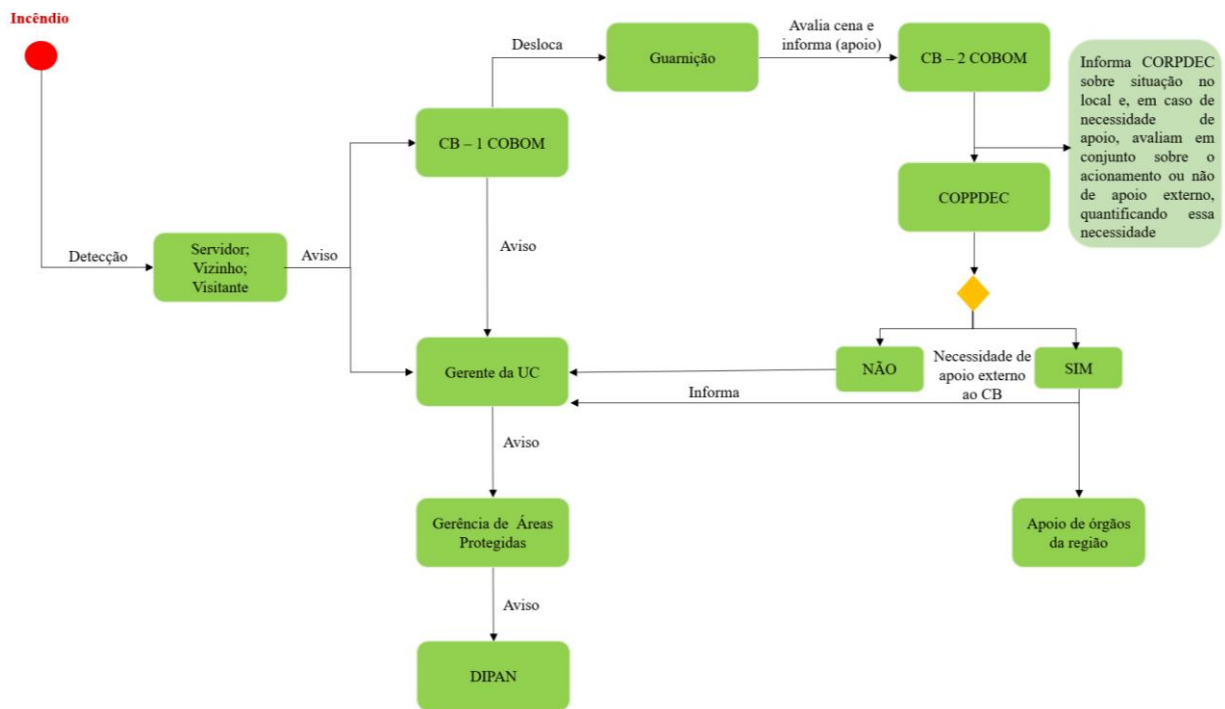 Incêndio
Detecção
Servidor;
Vizinho;
Visitante
Aviso
CB – 1 COBOM
Desloca
Guarnição
Avalia cena e
informa (apoio)
CB – 2 COBOM
Informa CORPDEC
sobre situação no
local e, em caso de
necessidade de
apoio, avaliam em
conjunto sobre o
acionamento ou não
de apoio externo,
quantificando essa
necessidade
COPPDEC
Aviso
Gerente da UC
NÃO
Necessidade de
apoio externo
ao CB
SIM
Informa
Aviso
Gerência de Áreas
Protegidas
Apoio de órgãos
da região
Aviso
DIPAN